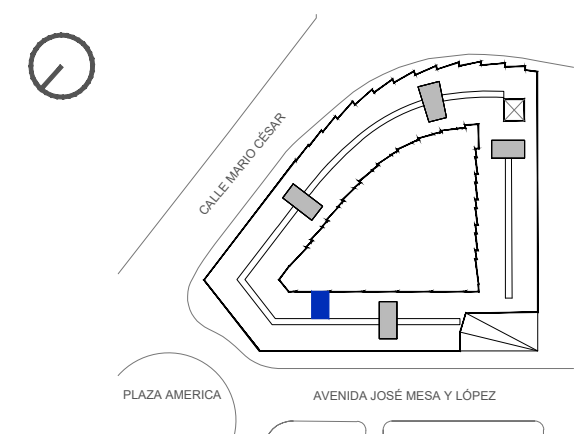 CALLE MARIO CÉSAR
PLAZA AMERICA
AVENIDA JOSÉ MESA Y LÓPEZ